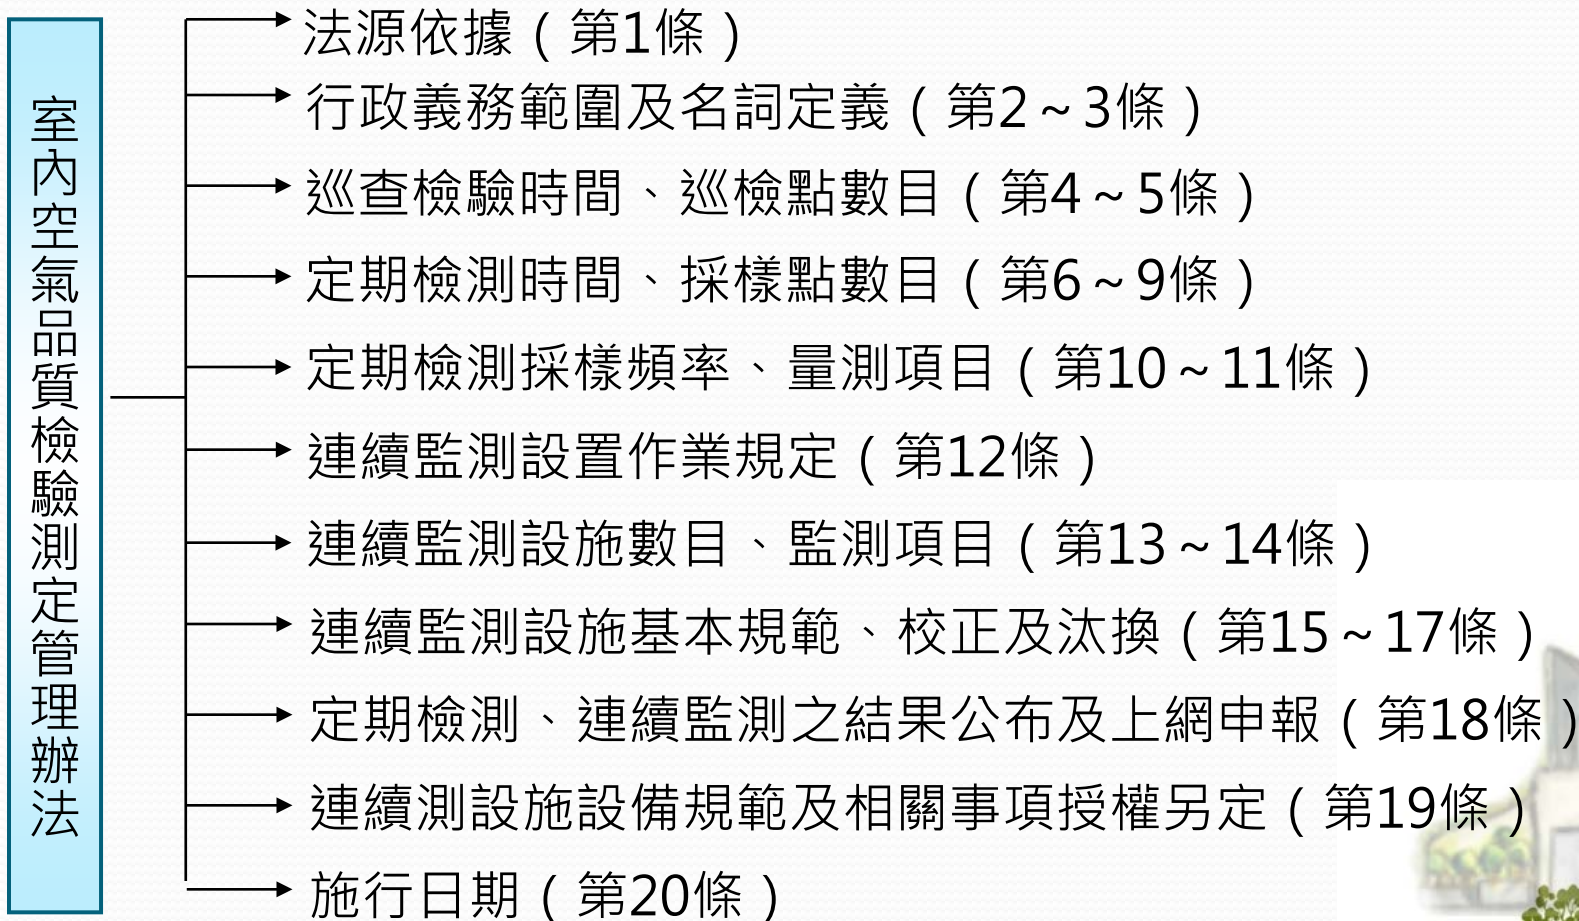 室內空氣品質檢驗測定管理辦法
法源依據（第1條）
行政義務範圍及名詞定義（第2～3條）
巡查檢驗時間、巡檢點數目（第4～5條）
定期檢測時間、採樣點數目（第6～9條）
定期檢測採樣頻率、量測項目（第10～11條）
連續監測設置作業規定（第12條）
連續監測設施數目、監測項目（第13～14條）
連續監測設施基本規範、校正及汰換（第15～17條）
定期檢測、連續監測之結果公布及上網申報（第18條）
連續測設施設備規範及相關事項授權另定（第19條）
施行日期（第20條）